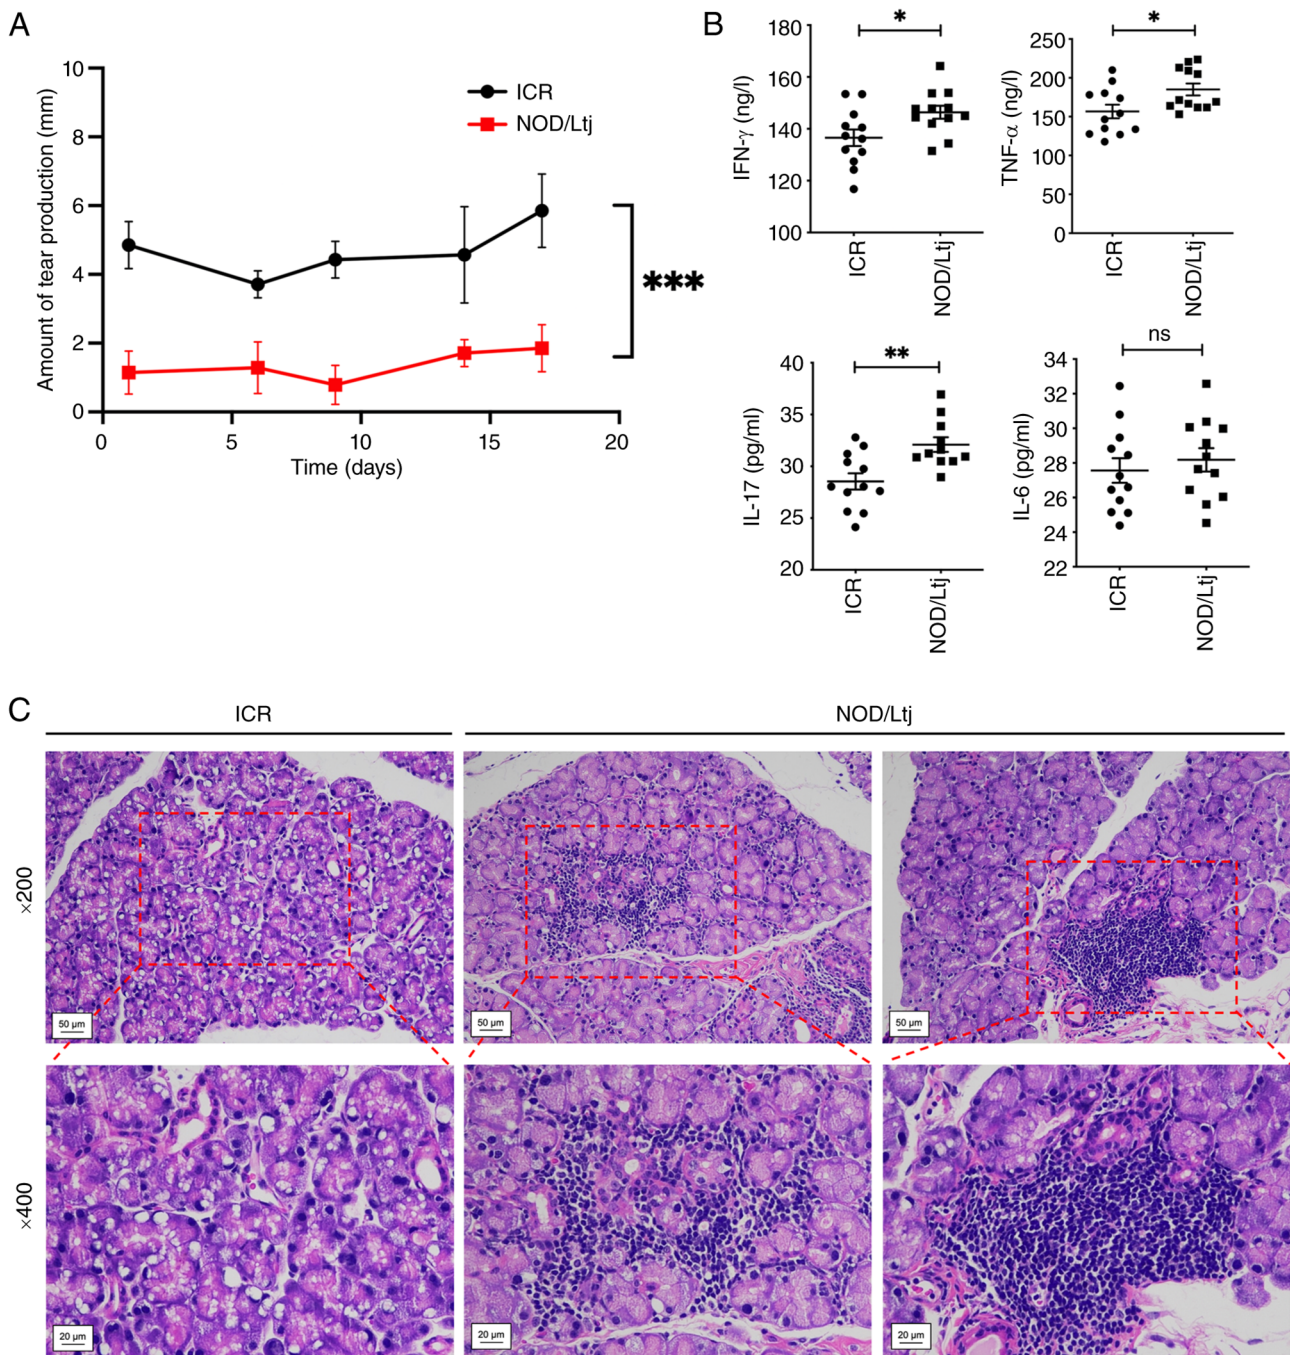 A
10
8
6
4
2
0
0
5
10
15
20
Amount of tear production (mm)
Time (days)
ICR
NOD/Ltj
***
B
*
180
160
140
120
100
IFN-γ (ng/l)
ICR
NOD/Ltj
*
250
200
150
100
50
0
TNF-α (ng/l)
ICR
NOD/Ltj
**
40
35
30
25
20
IL-17 (pg/ml)
ICR
NOD/Ltj
ns
34
32
30
28
26
24
22
IL-6 (pg/ml)
ICR
NOD/Ltj
C
ICR
NOD/Ltj
×200
50 µm
50 µm
50 µm
×400
20 µm
20 µm
20 µm